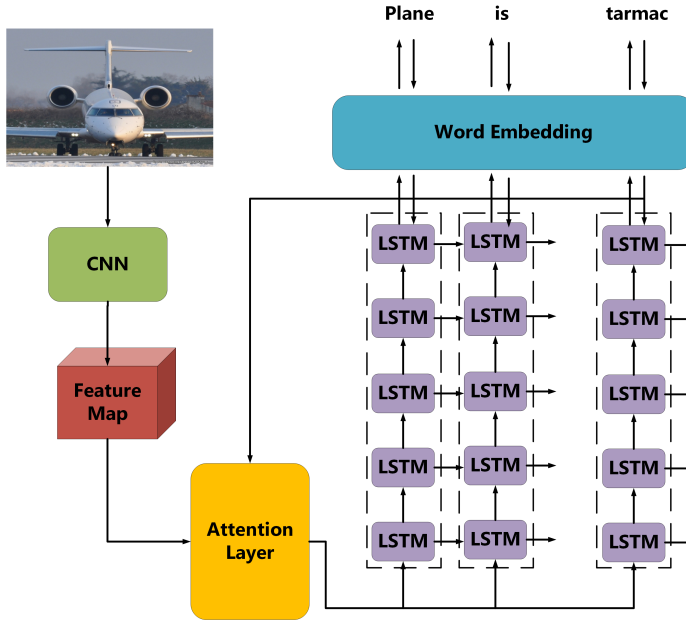 Plane is tarmac
Word Embedding
CNN
LSTM LSTM LSTM
LSTM LSTM LSTM
Feature
Map
LSTM LSTM LSTM
LSTM LSTM LSTM
Attention
Layer
LSTM LSTM LSTM